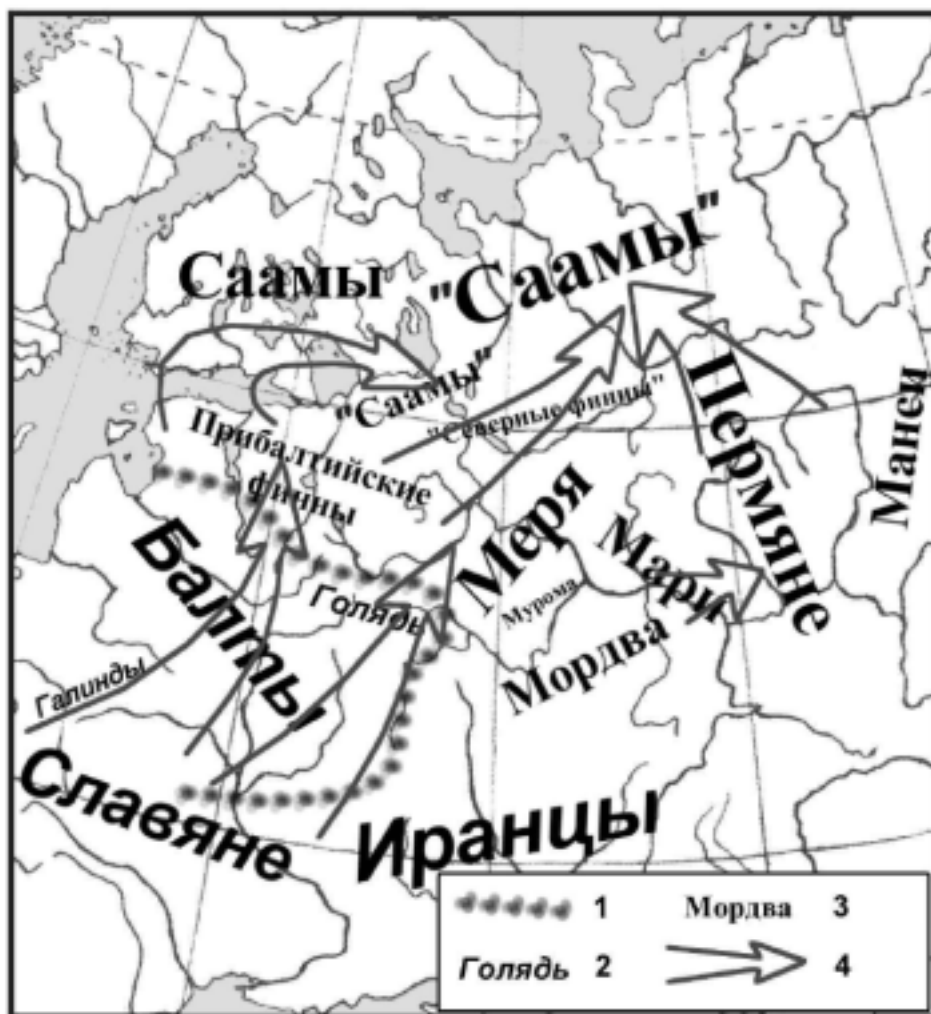 Саамы
"Саамы"
"Саамы"
"Северные финны"
Прибалтийские
финны
Пермяне
Манси
Меря
Мари
Мурома
Мордва
Балты
Голядь
Галинды
Славяне
Иранцы
1
Мордва 3
Голядь 2
4